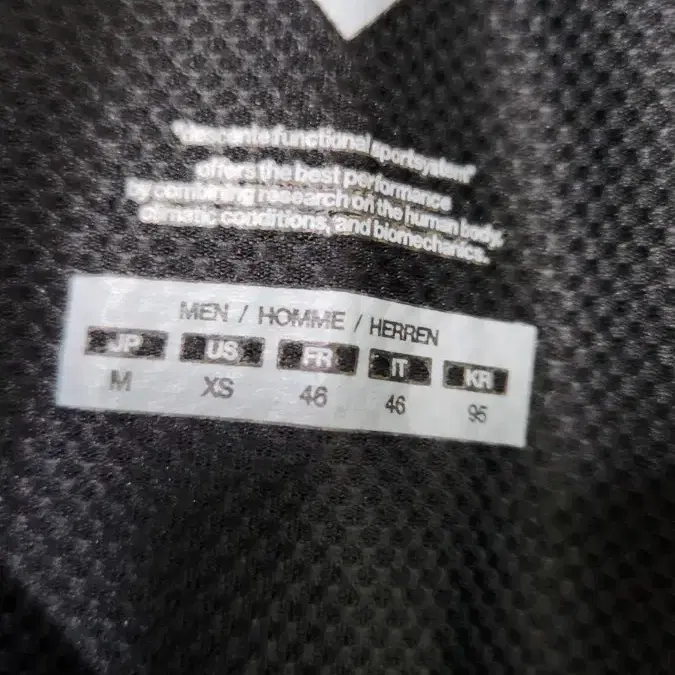 "descente functional sportsystem"
offers the best performance
by combining research on the human body,
climatic conditions, and biomechanics.
MEN / HOMME / HERREN
JP US FR IT KR
M XS 46 46 95